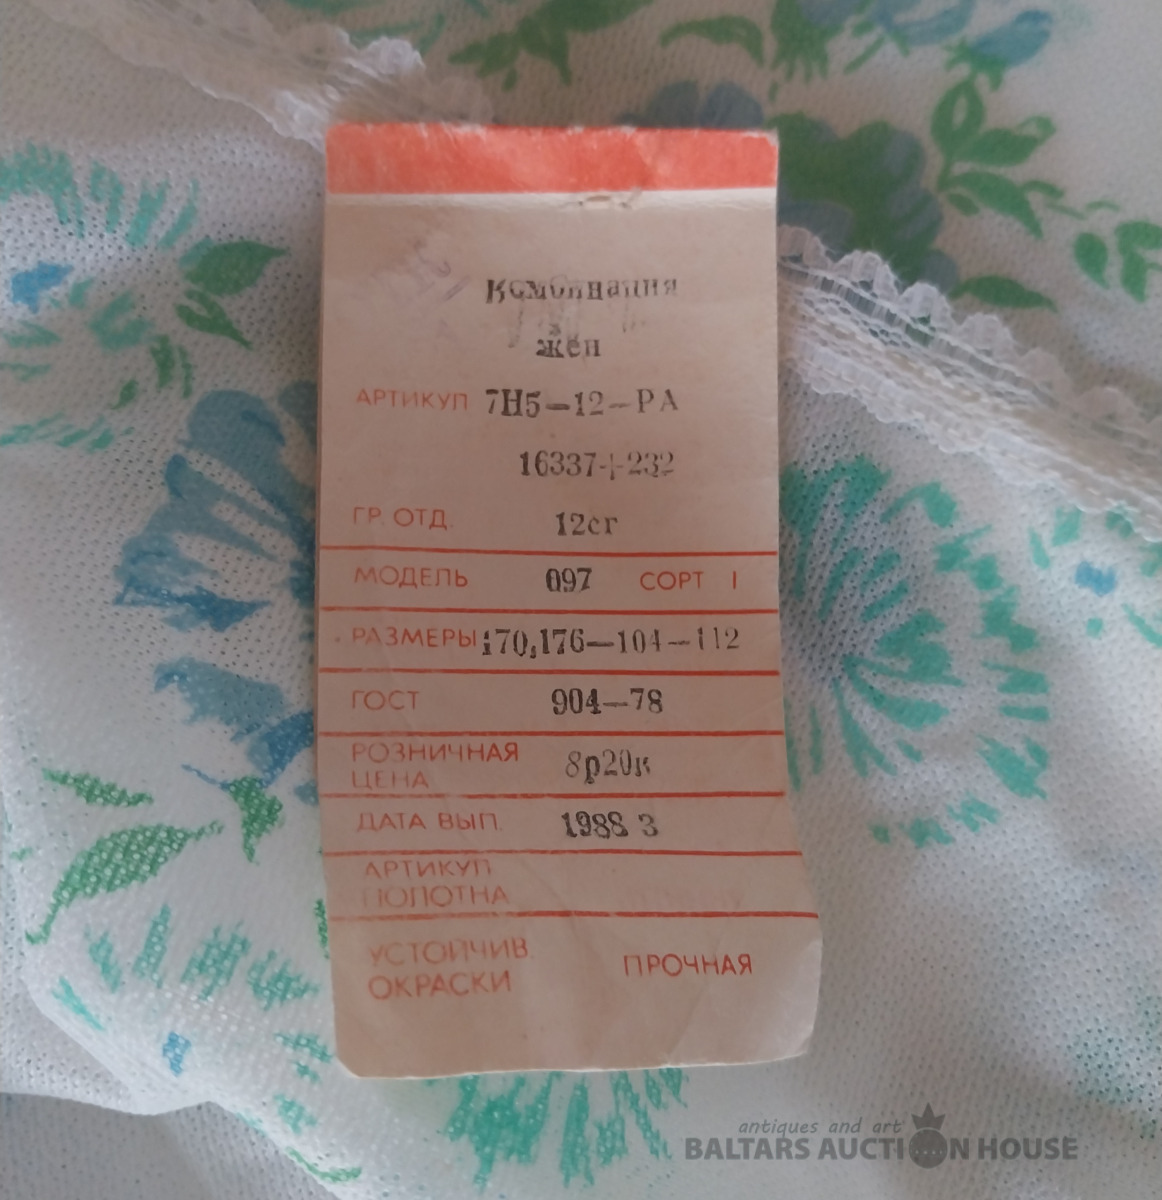 Комбинация
жен
АРТИКУЛ 7Н5—12—РА
16337+232
ГР. ОТД. 12сг
МОДЕЛЬ 097 СОРТ I
РАЗМЕРЫ 170,176—104—112
ГОСТ 904—78
РОЗНИЧНАЯ
ЦЕНА 8р20к
ДАТА ВЫП. 1988 3
АРТИКУЛ
ПОЛОТНА
УСТОЙЧИВ.
ОКРАСКИ ПРОЧНАЯ
antiques and art
BALTARS AUCTION HOUSE